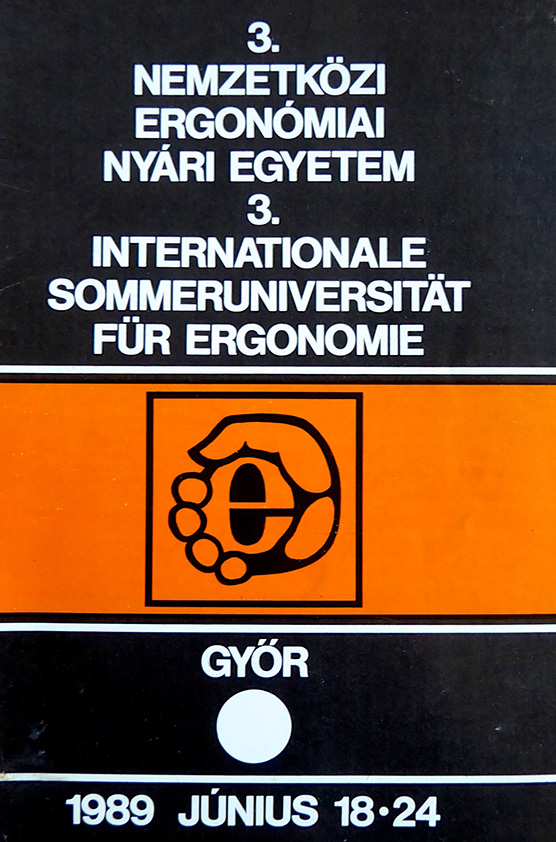 3.
NEMZETKÖZI
ERGONÓMIAI
NYÁRI EGYETEM
3.
INTERNATIONALE
SOMMERUNIVERSITÄT
FÜR ERGONOMIE
e
GYŐR
1989 JÚNIUS 18·24